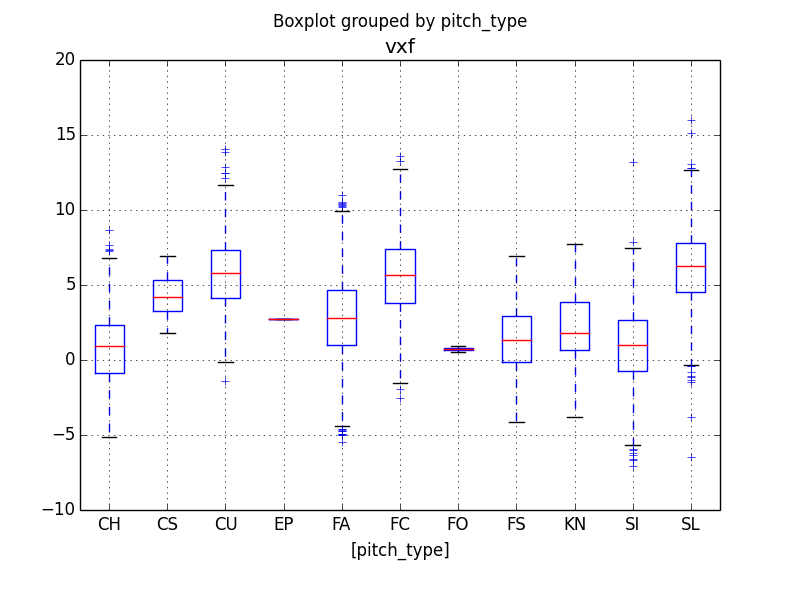 Boxplot grouped by pitch_type
vxf
20
15
10
5
0
−5
−10
CH CS CU EP FA FC FO FS KN SI SL
[pitch_type]